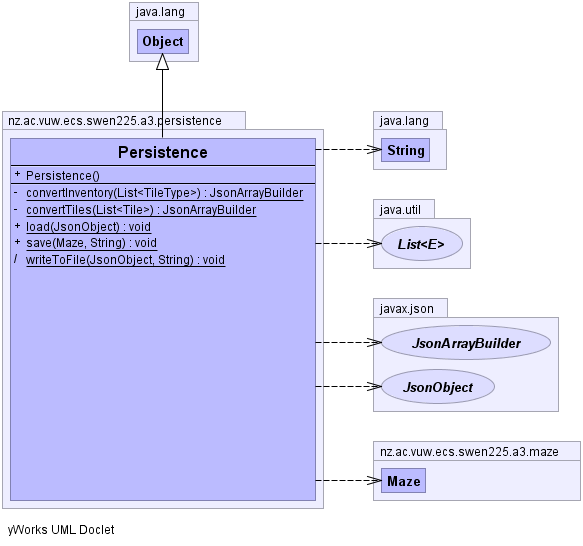 java.lang
Object
nz.ac.vuw.ecs.swen225.a3.persistence
Persistence
+ Persistence()
- convertInventory(List<TileType>) : JsonArrayBuilder
- convertTiles(List<Tile>) : JsonArrayBuilder
+ load(JsonObject) : void
+ save(Maze, String) : void
/ writeToFile(JsonObject, String) : void
java.lang
String
java.util
List<E>
javax.json
JsonArrayBuilder
JsonObject
nz.ac.vuw.ecs.swen225.a3.maze
Maze
yWorks UML Doclet